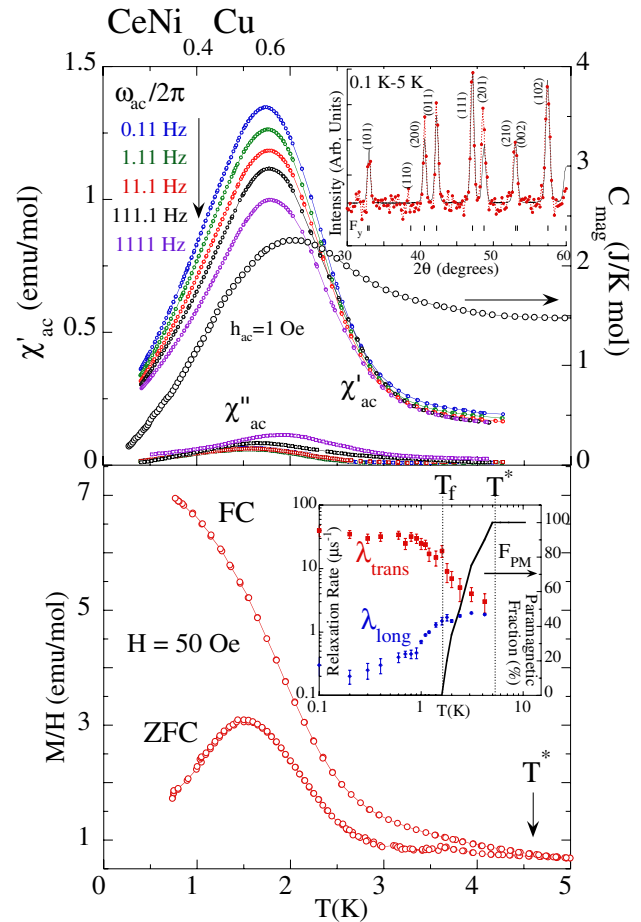 CeNi Cu
0.4 0.6
1.5
1
0.5
0
χ'ac (emu/mol)
ωac/2π
0.11 Hz
1.11 Hz
11.1 Hz
111.1 Hz
1111 Hz
hac=1 Oe
χ'ac
χ''ac
4
3
2
1
0
Cmag (J/K mol)
0.1 K-5 K
Intensity (Arb. Units)
(101)
(110)
(200)
(011)
(111)
(201)
(210)
(002)
(102)
Fy
30 40 50 60
2θ (degrees)
7
5
3
1
M/H (emu/mol)
FC
H = 50 Oe
ZFC
T*
Tf T*
100
10
1
0.1
Relaxation Rate (μs-1)
λtrans
λlong
FPM
100
80
60
40
20
0
Paramagnetic
Fraction (%)
0.1 1 10
T(K)
0 1 2 3 4 5
T(K)